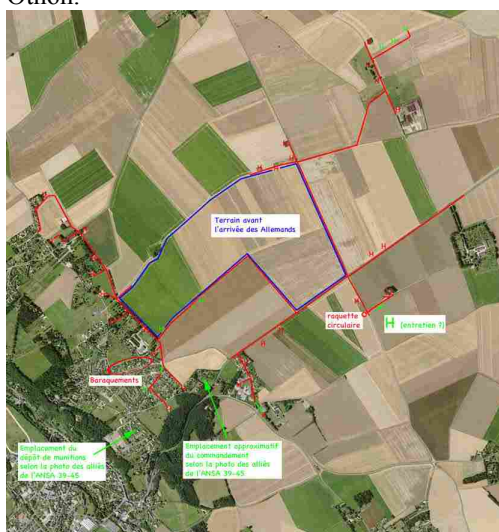 Othon.
Terrain avant
l'arrivée des Allemands
raquette
circulaire
H (entretien ?)
Baraquements
Emplacement du
dépôt de munitions
selon la photo des alliés
de l'ANSA 39-45
Emplacement approximatif
du commandement
selon la photo des alliés
de l'ANSA 39-45